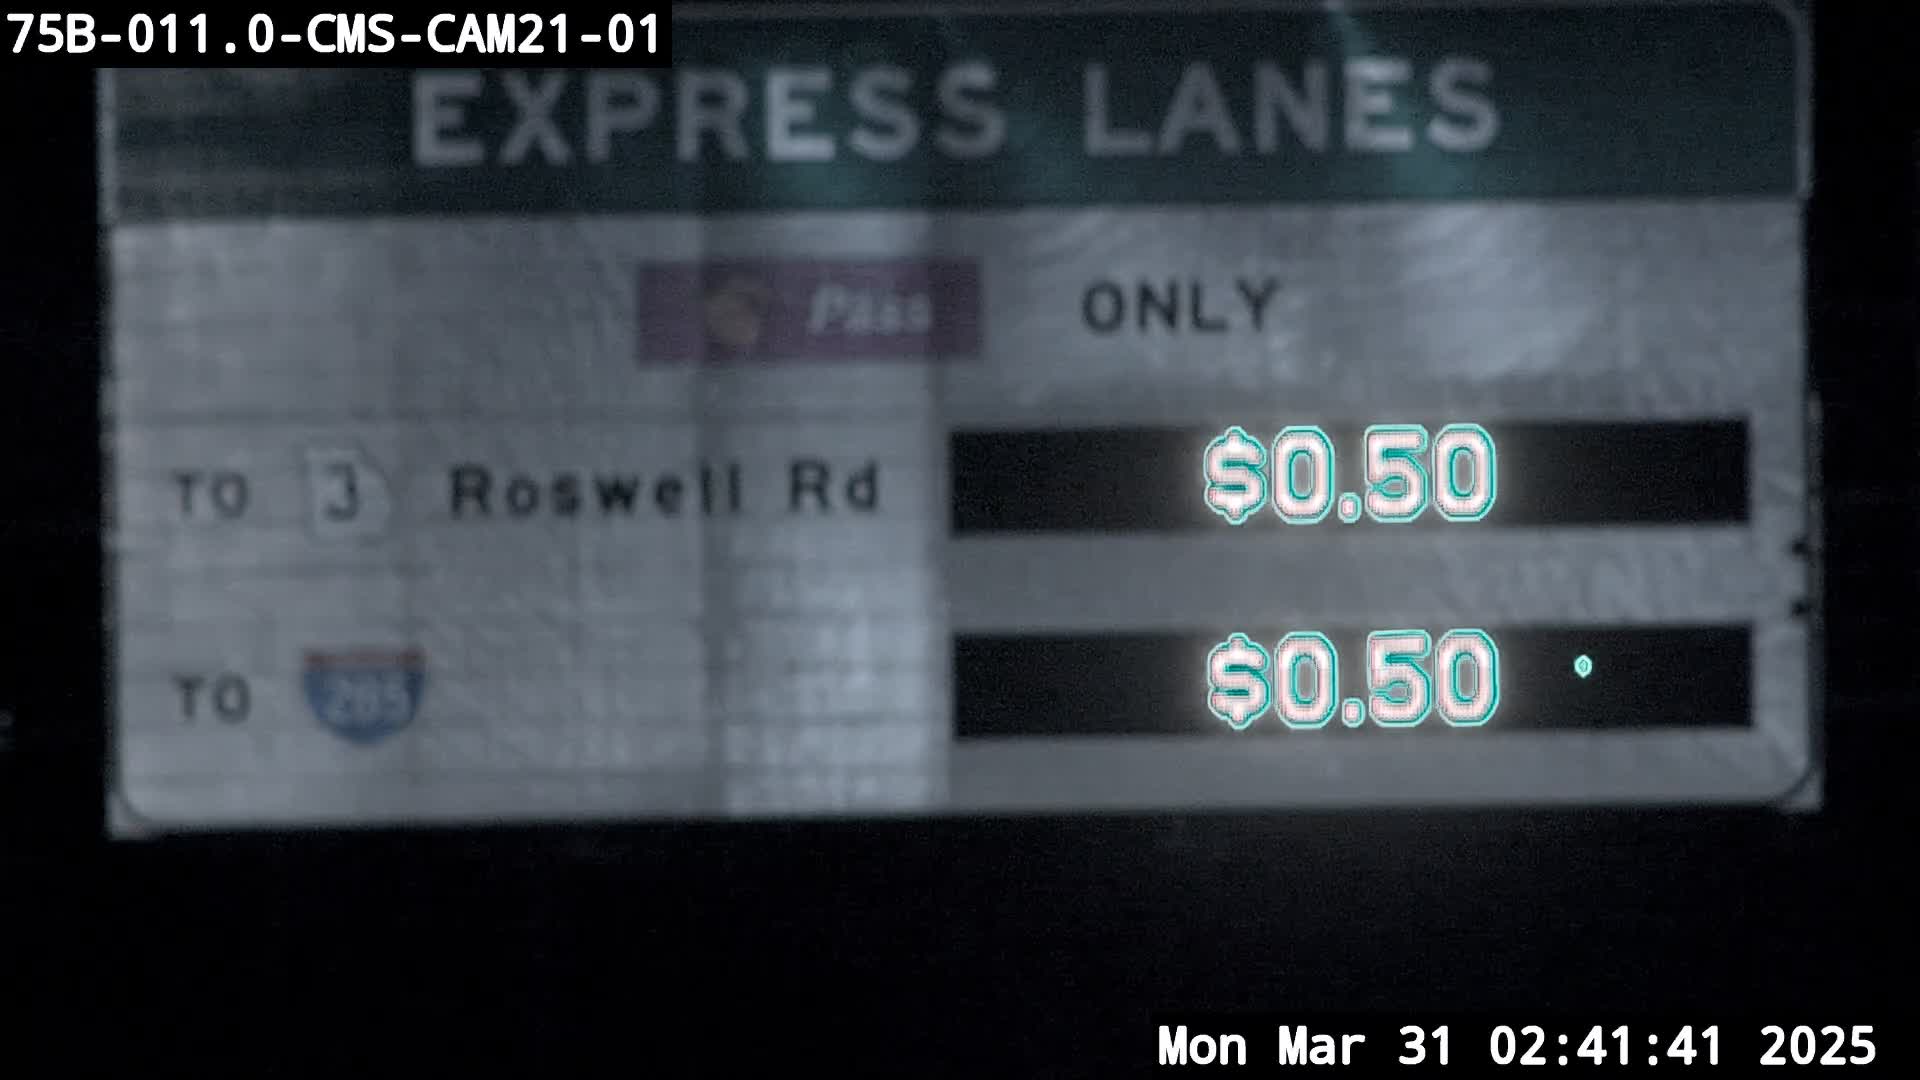 75B-011.0-CMS-CAM21-01
EXPRESS LANES
Pass ONLY
TO 3 Roswell Rd $0.50
TO 285 $0.50
Mon Mar 31 02:41:41 2025